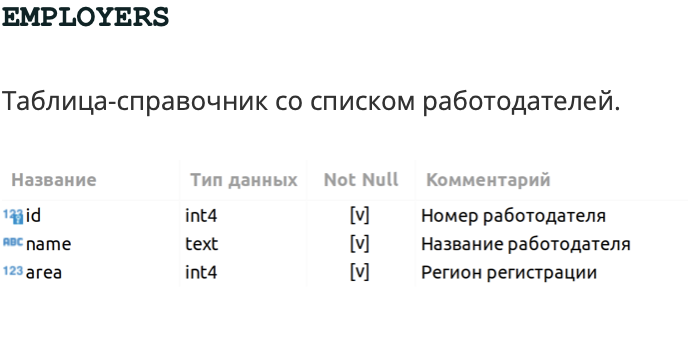 EMPLOYERS
Таблица-справочник со списком работодателей.
Название Тип данных Not Null Комментарий
123 id int4 [v] Номер работодателя
ABC name text [v] Название работодателя
123 area int4 [v] Регион регистрации